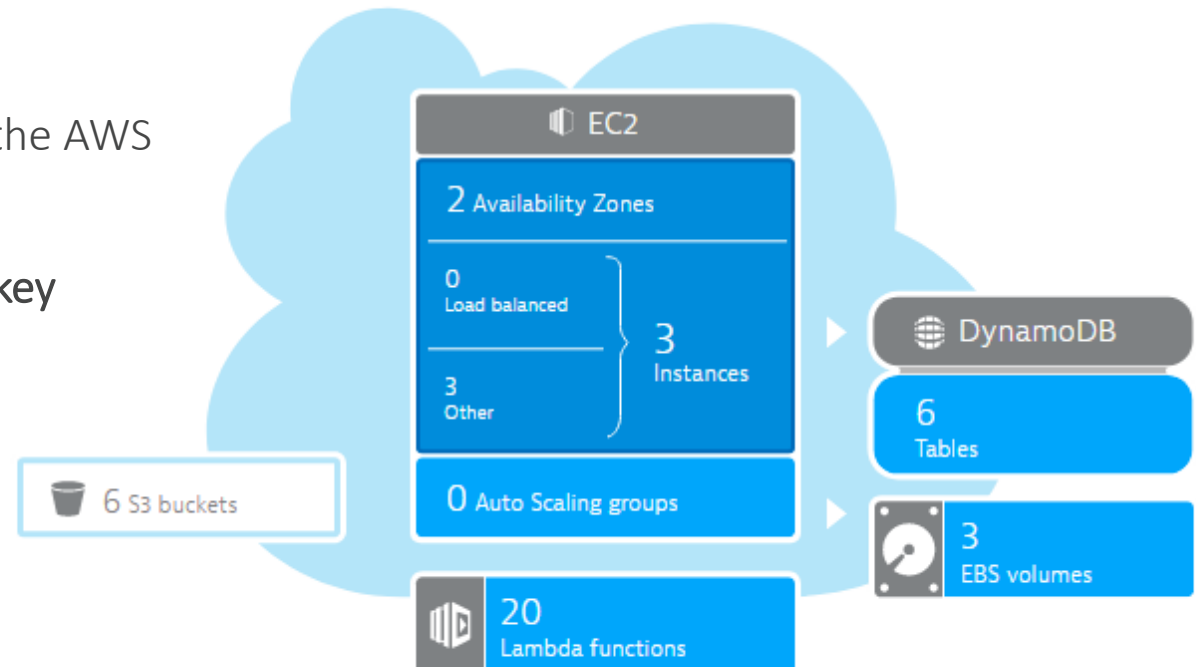 the AWS
key
EC2
2 Availability Zones
0
Load balanced
3
Other
3
Instances
0 Auto Scaling groups
DynamoDB
6
Tables
6 S3 buckets
3
EBS volumes
20
Lambda functions